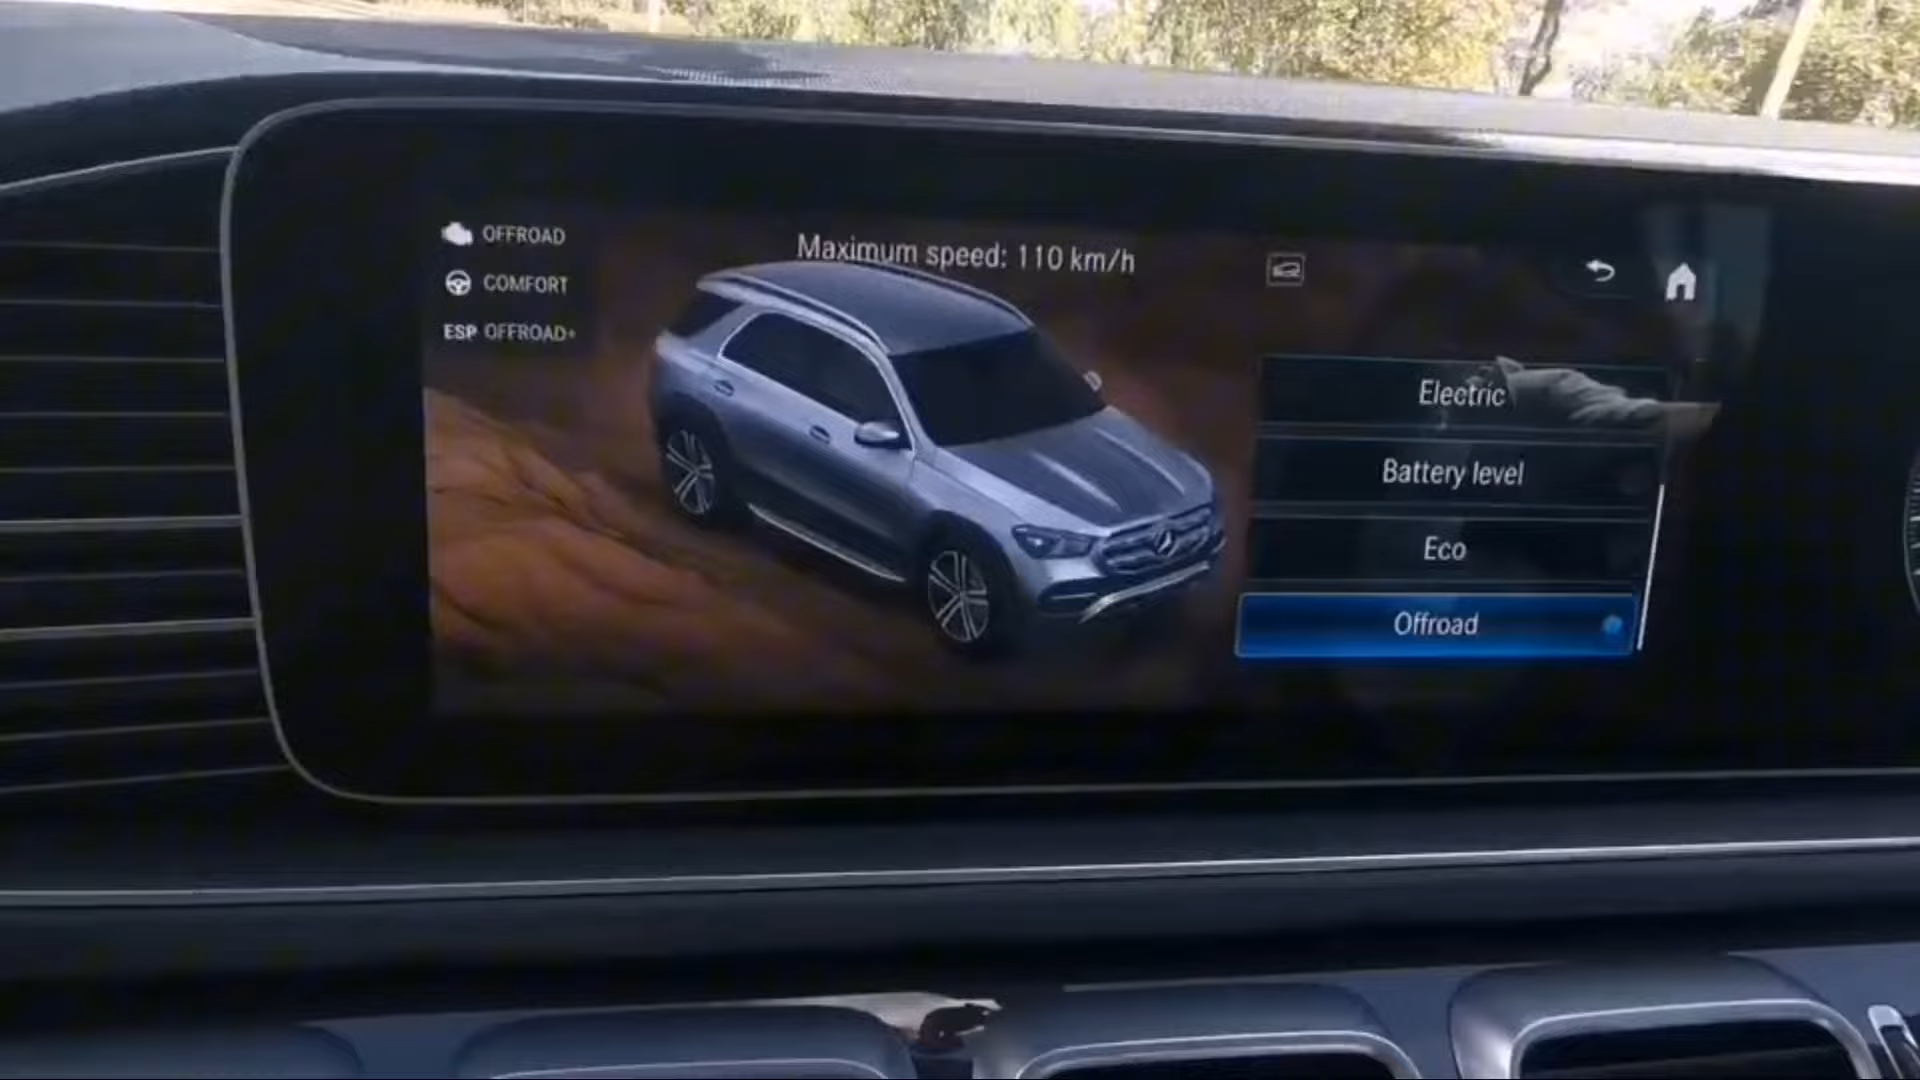 OFFROAD
COMFORT
ESP OFFROAD+
Maximum speed: 110 km/h
Electric
Battery level
Eco
Offroad